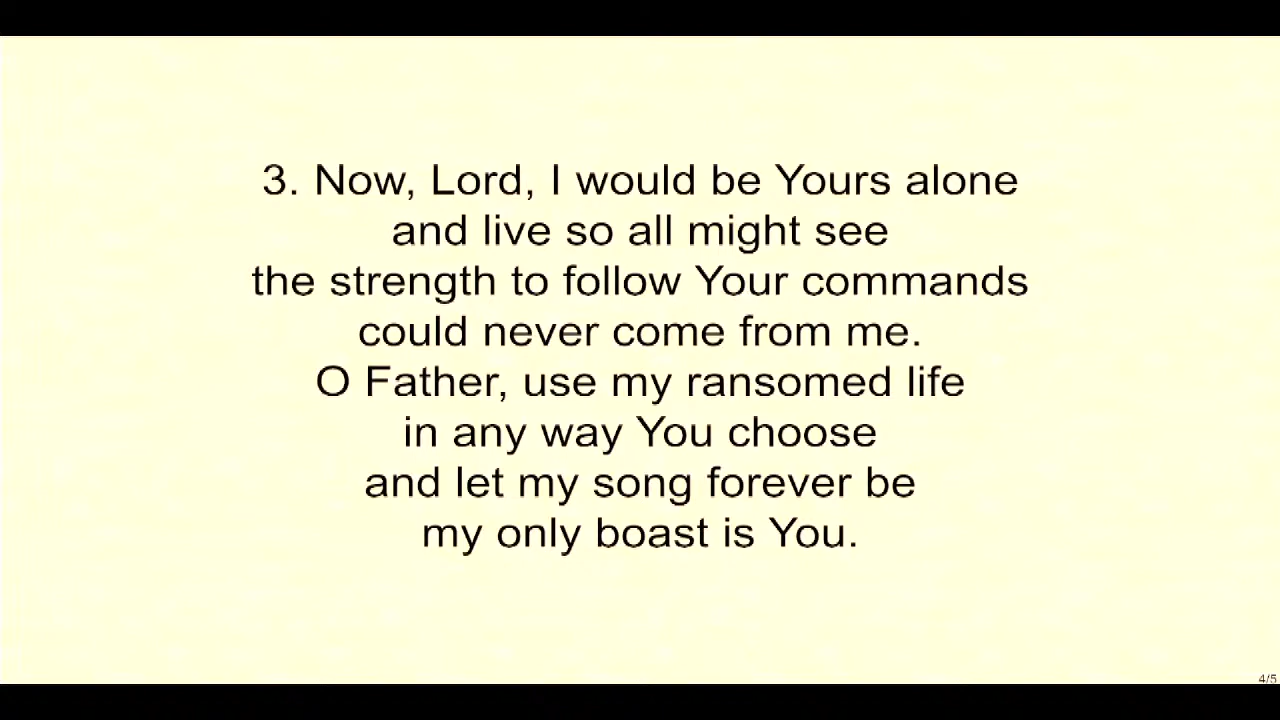 3. Now, Lord, I would be Yours alone
and live so all might see
the strength to follow Your commands
could never come from me.
O Father, use my ransomed life
in any way You choose
and let my song forever be
my only boast is You.
4/5